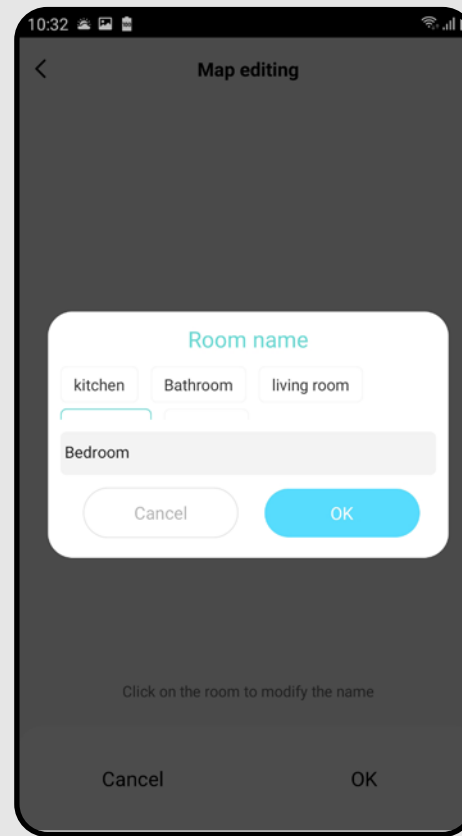 10:32
Map editing
Room name
kitchen Bathroom living room
Bedroom
Cancel OK
Click on the room to modify the name
Cancel OK